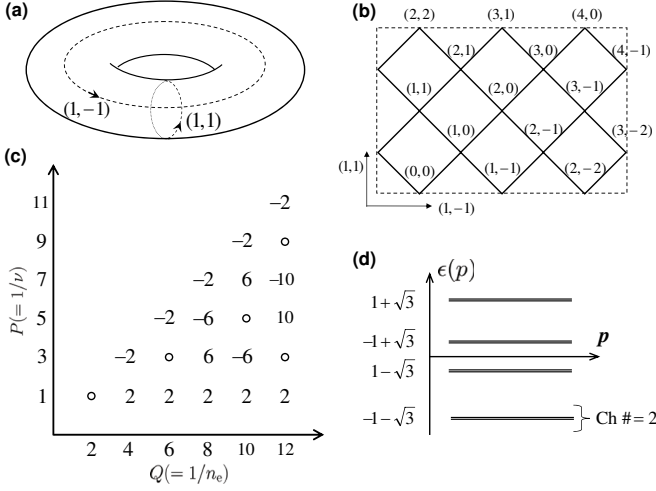 (a)
(1,−1)
(1,1)
(b)
(2,2) (3,1) (4,0)
(2,1) (3,0) (4,−1)
(1,1) (2,0) (3,−1)
(1,0) (2,−1) (3,−2)
(0,0) (1,−1) (2,−2)
(1,1)
(1,−1)
(c)
P(=1/ν)
11 −2
9 −2
7 −2 6 −10
5 −2 −6 10
3 −2 6 −6
1 2 2 2 2 2
2 4 6 8 10 12
Q(=1/nₑ)
(d)
ϵ(p)
1+√3
−1+√3
p
1−√3
−1−√3
Ch #=2